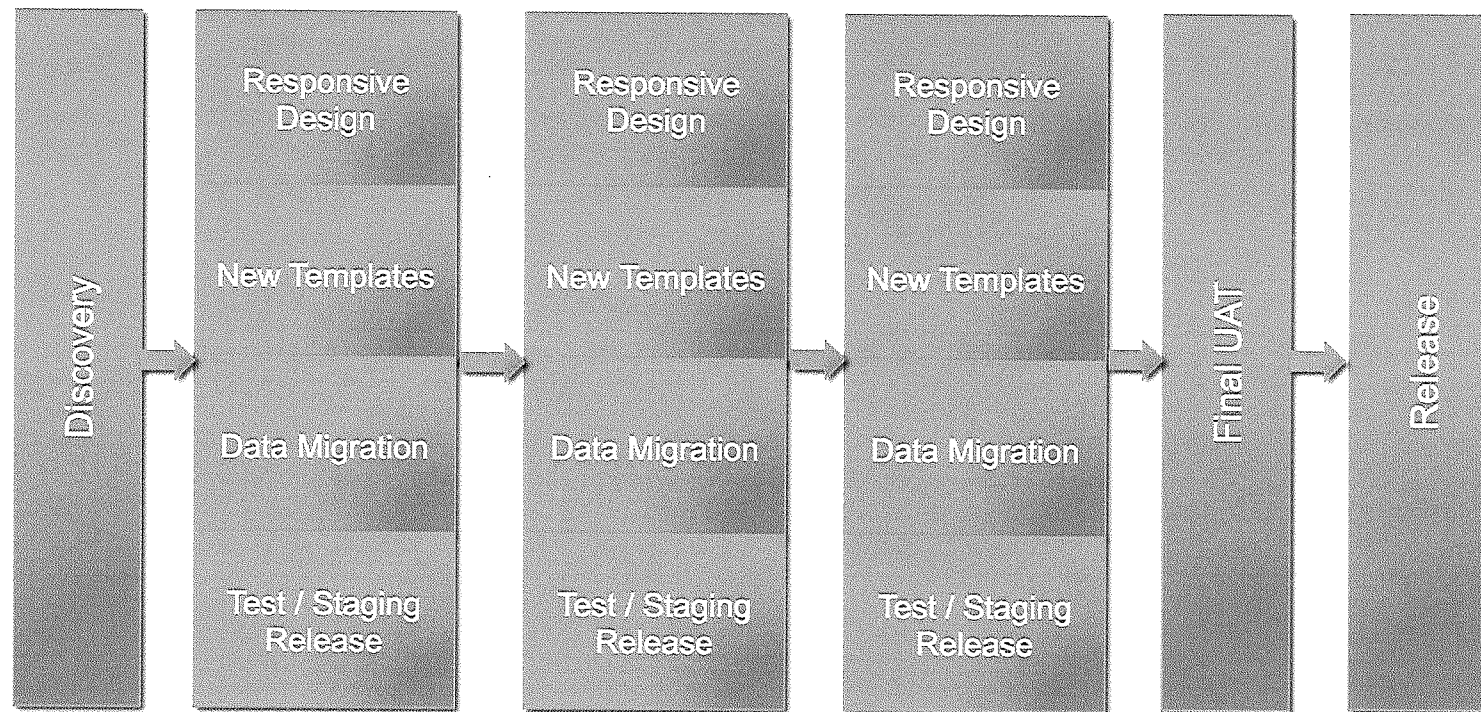 Discovery
Responsive
Design
New Templates
Data Migration
Test / Staging
Release
Responsive
Design
New Templates
Data Migration
Test / Staging
Release
Responsive
Design
New Templates
Data Migration
Test / Staging
Release
Final UAT
Release